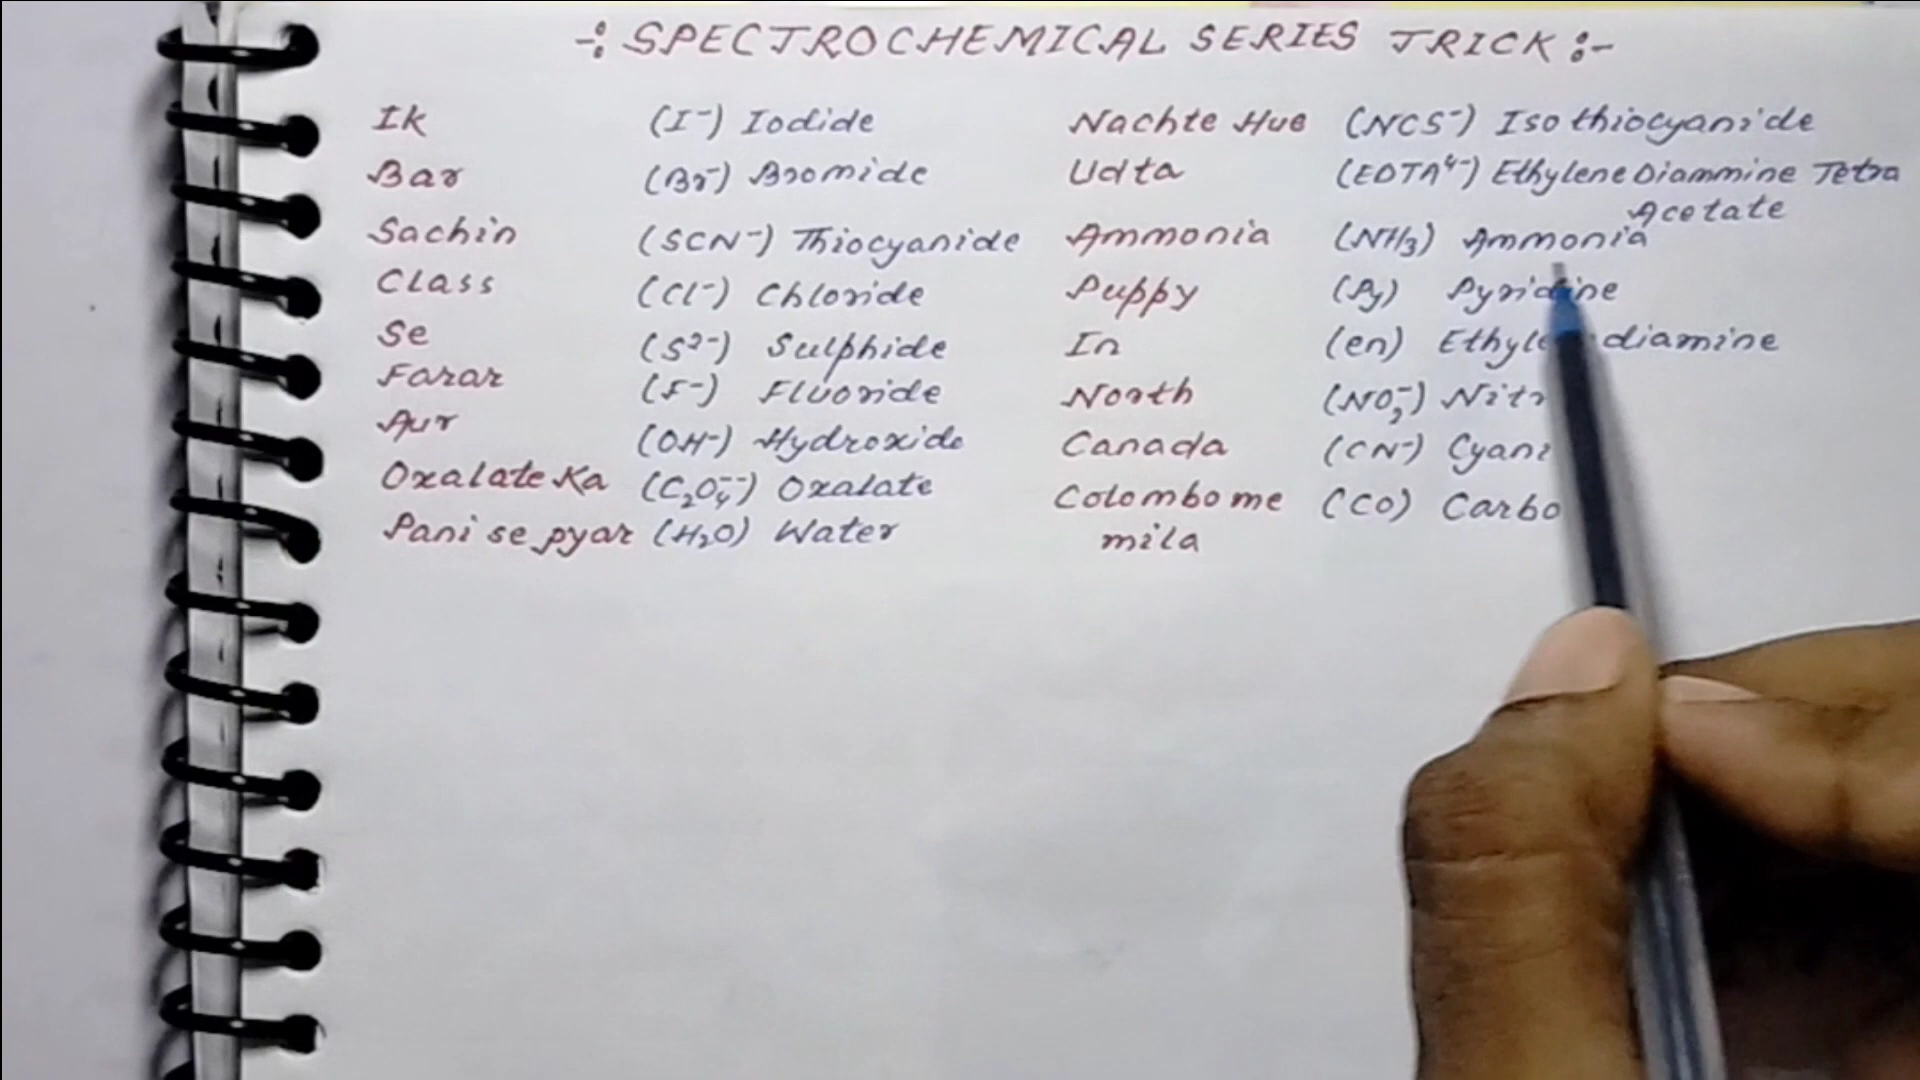 -: SPECTROCHEMICAL SERIES TRICK :-
Ik (I⁻) Iodide
Bar (Br⁻) Bromide
Sachin (SCN⁻) Thiocyanide
Class (Cl⁻) Chloride
Se (S²⁻) Sulphide
Farar (F⁻) Fluoride
Aur (OH⁻) Hydroxide
Oxalate Ka (C₂O₄⁻⁻) Oxalate
Pani se pyar (H₂O) Water
Nachte Hue (NCS⁻) Isothiocyanide
Udta (EDTA⁴⁻) Ethylene Diammine Tetra
Acetate
Ammonia (NH₃) Ammonia
Puppy (Py) Pyridine
In (en) Ethylenediamine
North (NO₂⁻)
Canada (CN⁻)
Colombo me (CO)
mila